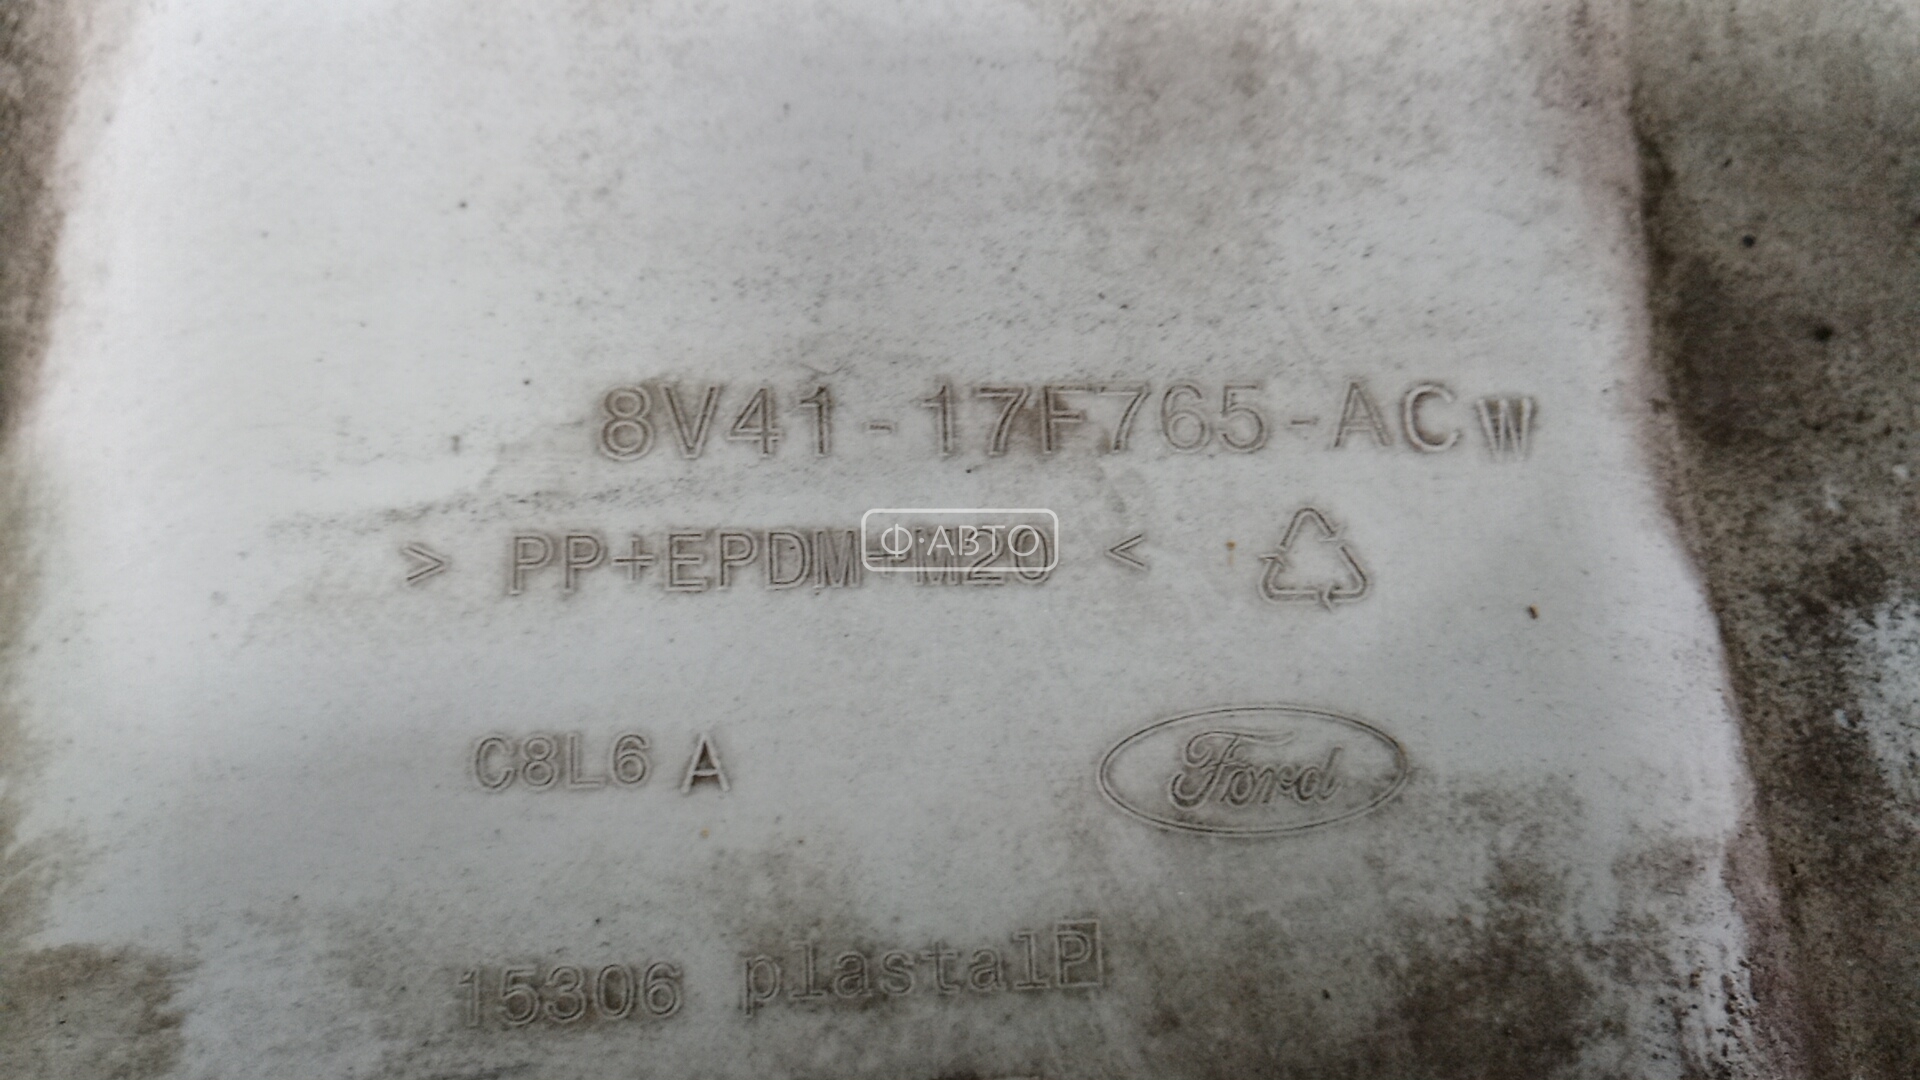 8V41-17F765-ACW
> PP+EPDM+M20 <
Ф·АВТО
C8L6 A
Ford
15306 plastal P